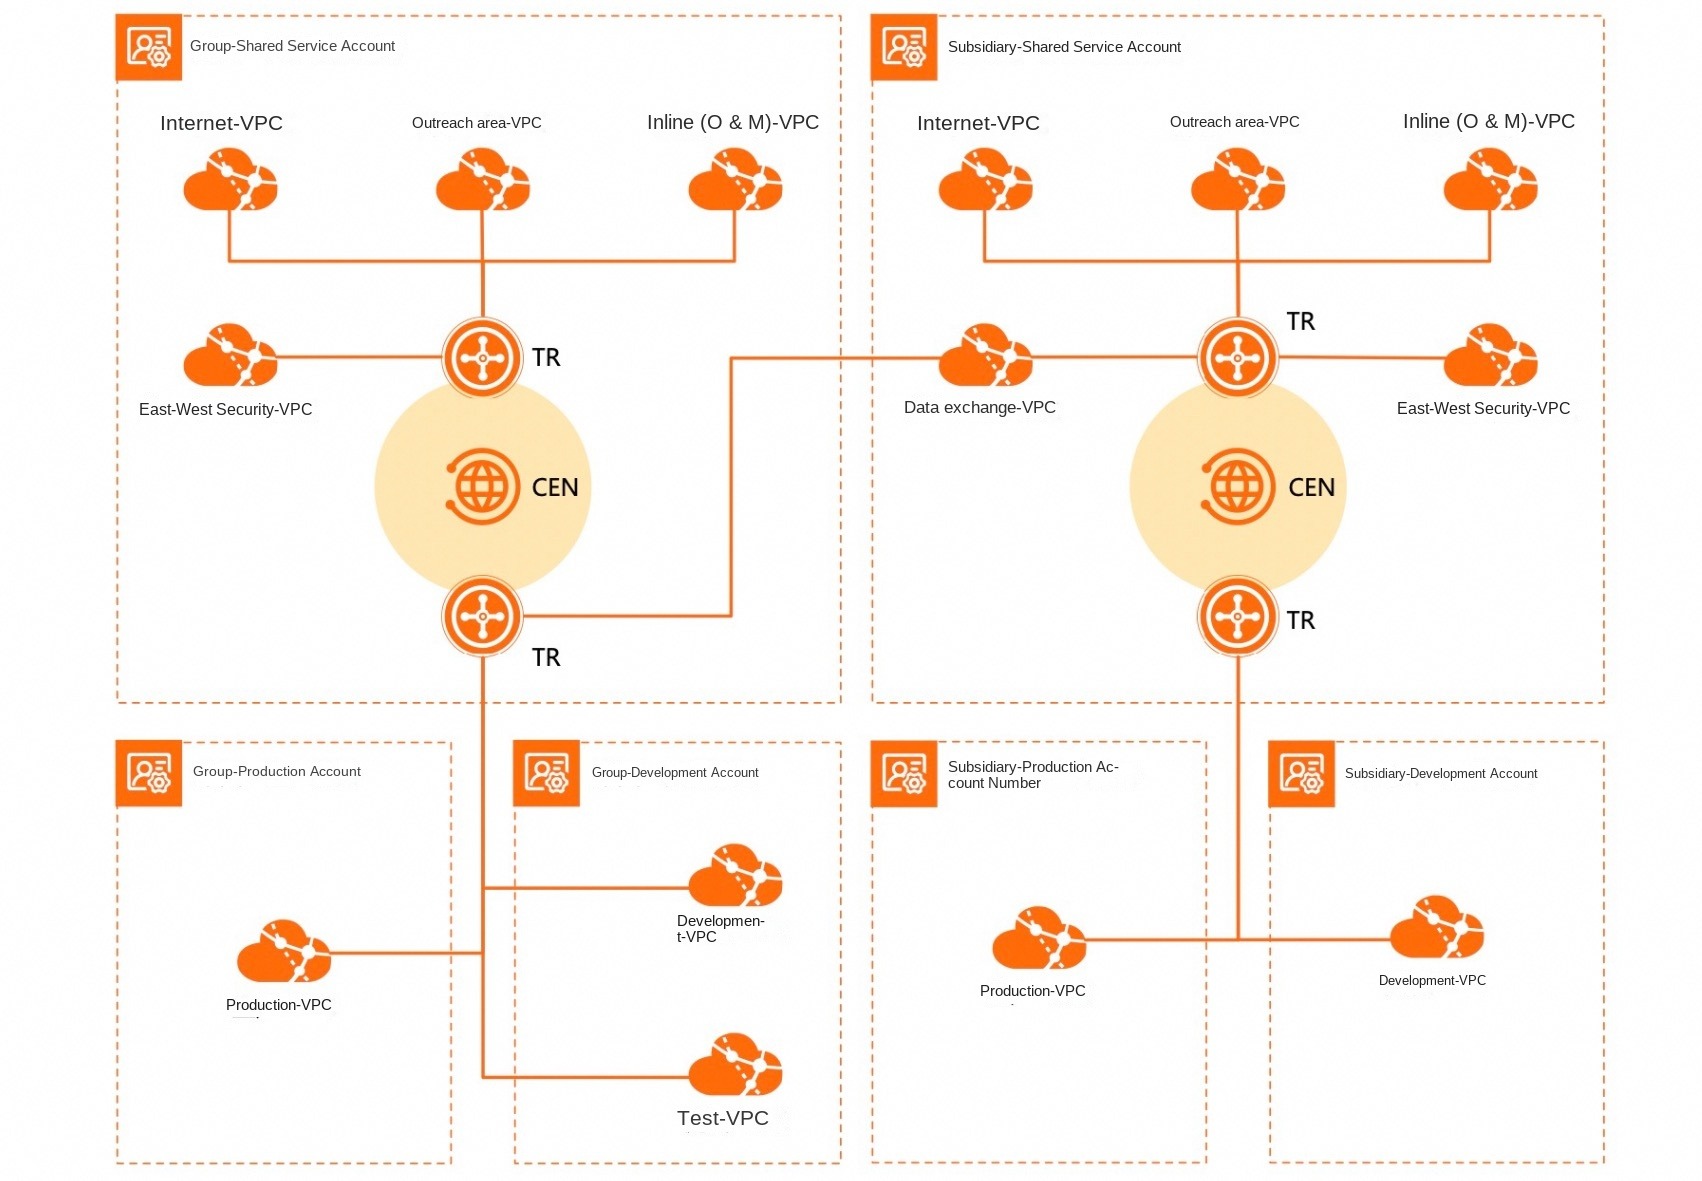 Group-Shared Service Account
Subsidiary-Shared Service Account
Internet-VPC
Outreach area-VPC
Inline (O & M)-VPC
Internet-VPC
Outreach area-VPC
Inline (O & M)-VPC
TR
TR
East-West Security-VPC
Data exchange-VPC
East-West Security-VPC
CEN
CEN
TR
TR
Group-Production Account
Group-Development Account
Subsidiary-Production Ac-
count Number
Subsidiary-Development Account
Developmen-
t-VPC
Production-VPC
Production-VPC
Development-VPC
Test-VPC